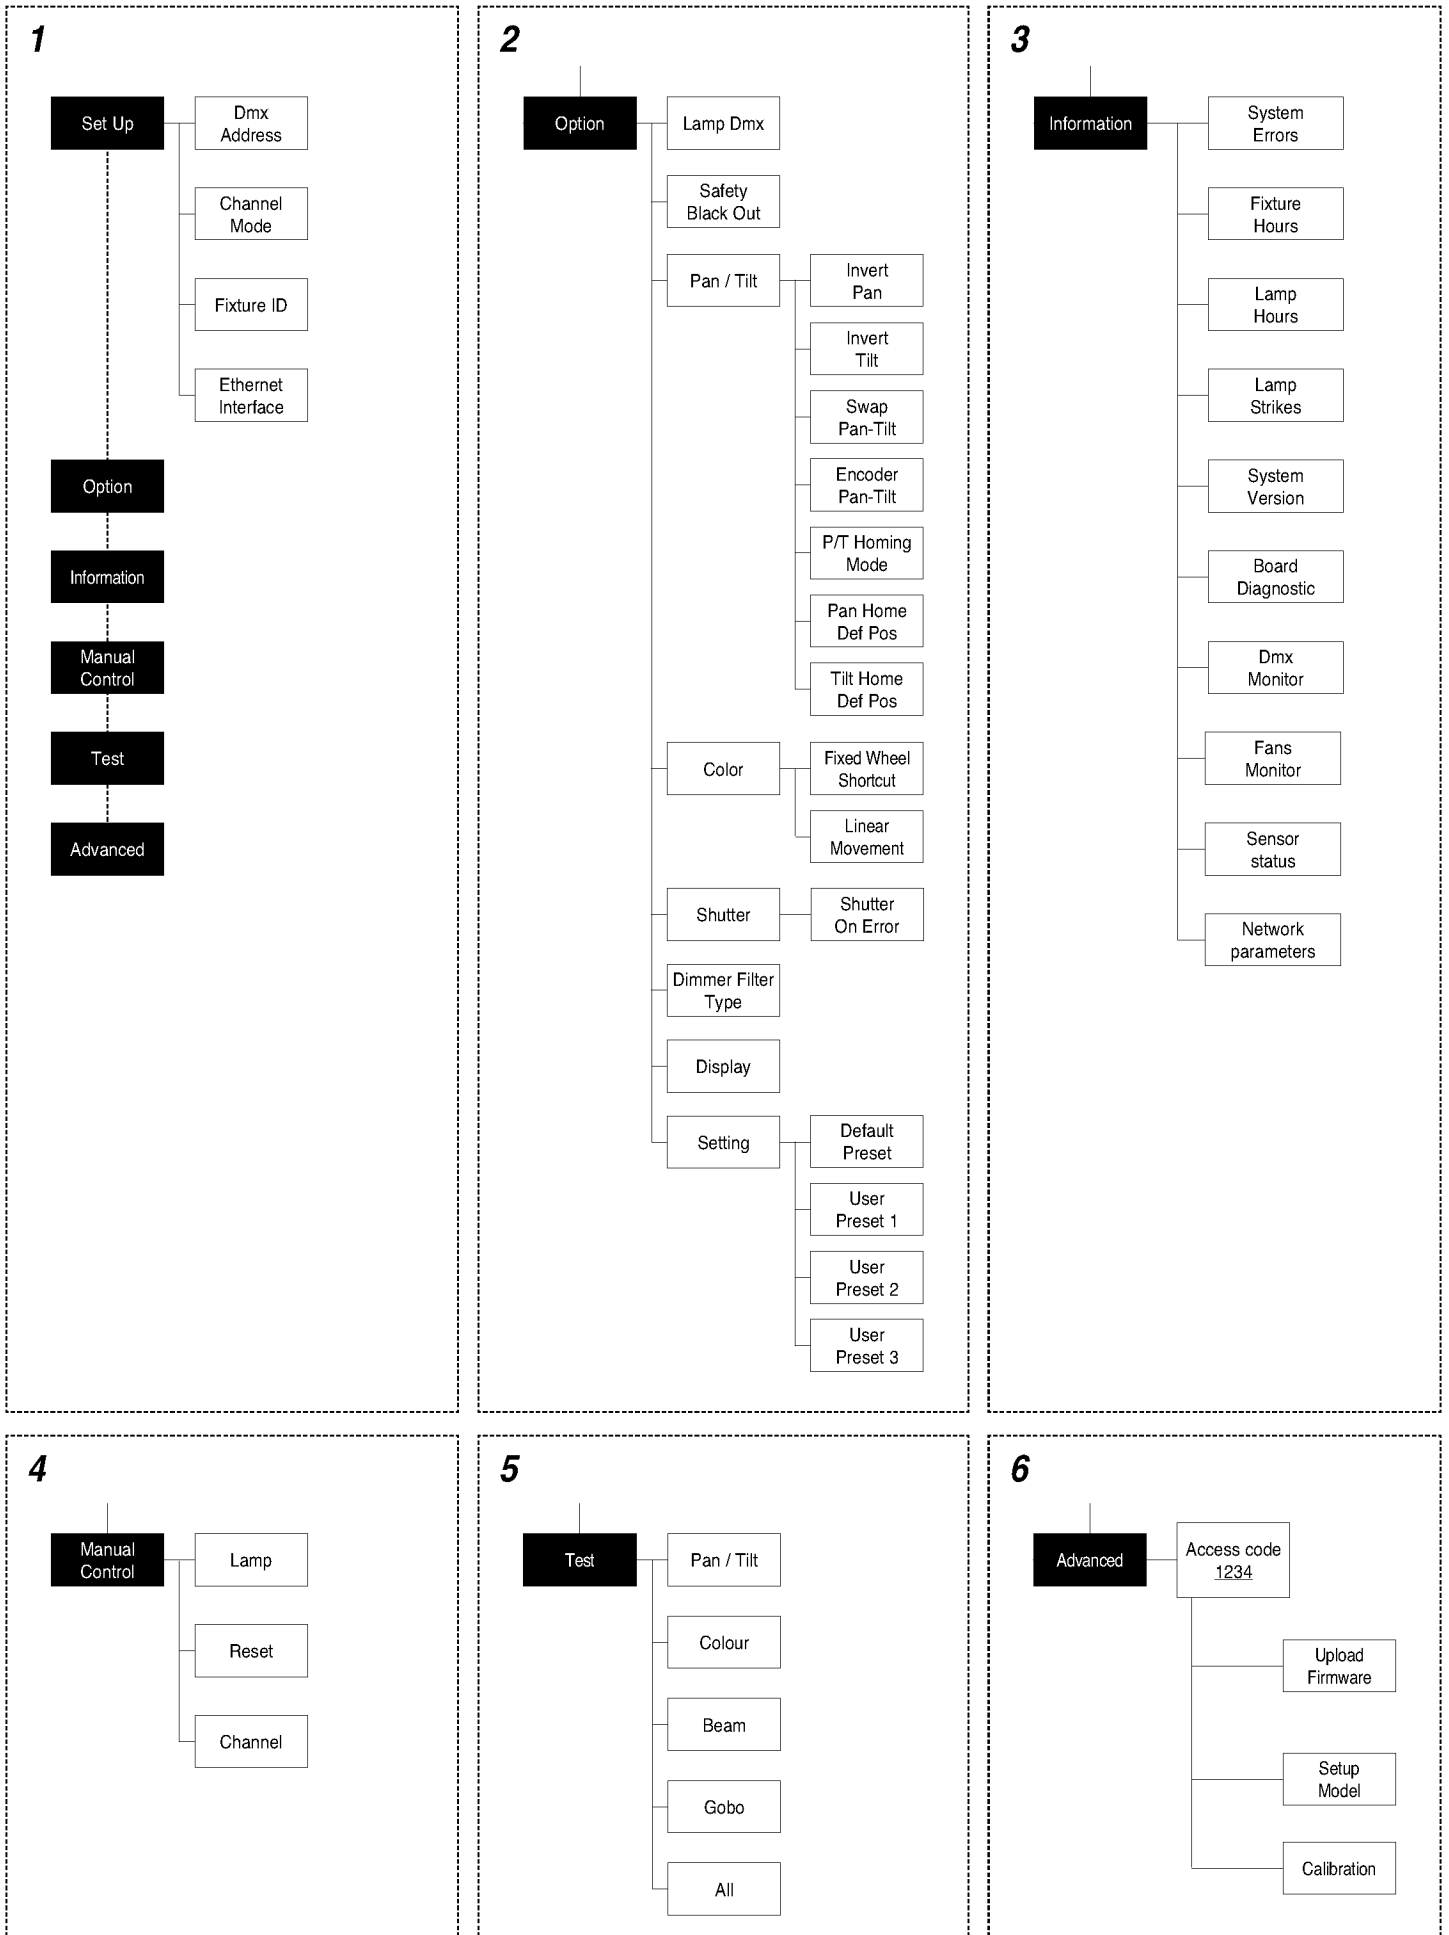 1
Set Up
Dmx
Address
Channel
Mode
Fixture ID
Ethernet
Interface
Option
Information
Manual
Control
Test
Advanced
2
Option
Lamp Dmx
Safety
Black Out
Pan / Tilt
Invert
Pan
Invert
Tilt
Swap
Pan-Tilt
Encoder
Pan-Tilt
P/T Homing
Mode
Pan Home
Def Pos
Tilt Home
Def Pos
Color
Fixed Wheel
Shortcut
Linear
Movement
Shutter
Shutter
On Error
Dimmer Filter
Type
Display
Setting
Default
Preset
User
Preset 1
User
Preset 2
User
Preset 3
3
Information
System
Errors
Fixture
Hours
Lamp
Hours
Lamp
Strikes
System
Version
Board
Diagnostic
Dmx
Monitor
Fans
Monitor
Sensor
status
Network
parameters
4
Manual
Control
Lamp
Reset
Channel
5
Test
Pan / Tilt
Colour
Beam
Gobo
All
6
Advanced
Access code
1234
Upload
Firmware
Setup
Model
Calibration